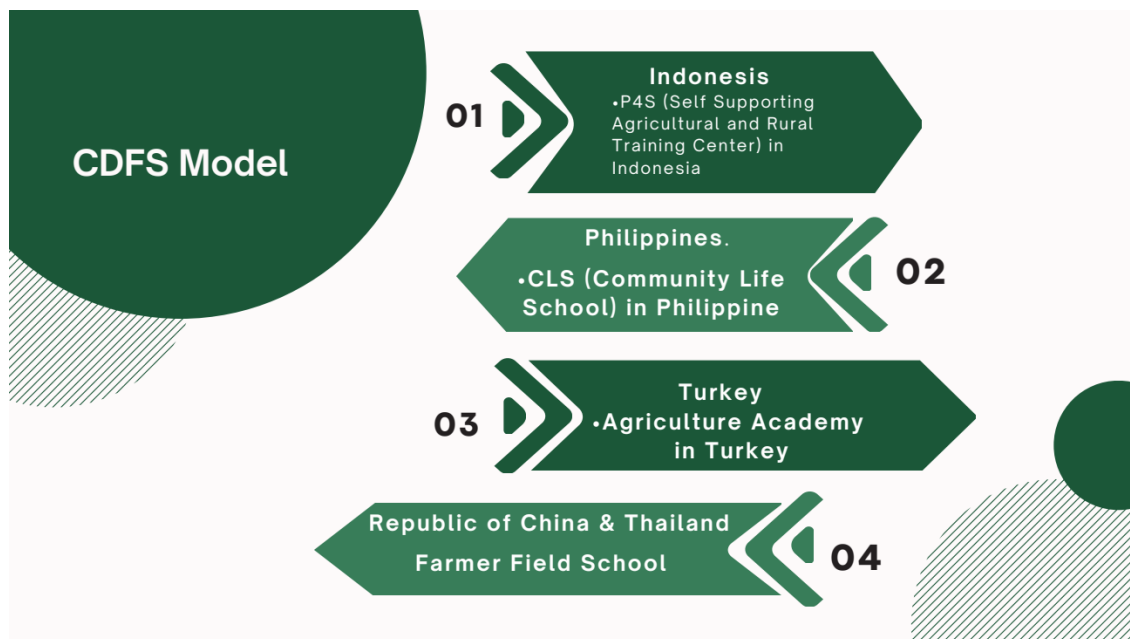 CDFS Model
01
Indonesis
•P4S (Self Supporting
Agricultural and Rural
Training Center) in
Indonesia
Philippines.
•CLS (Community Life
School) in Philippine
02
03
Turkey
•Agriculture Academy
in Turkey
Republic of China & Thailand
Farmer Field School
04